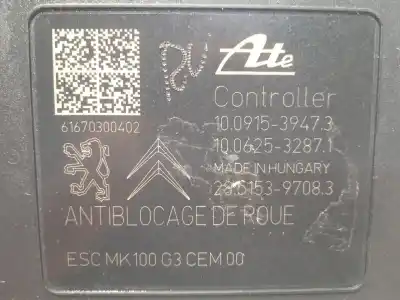 Ate
Controller
61670300402
10.0915-3947.3
10.0625-3287.1
MADE IN HUNGARY
28.5153-9708.3
ANTIBLOCAGE DE ROUE
ESC MK100 G3 CEM 00